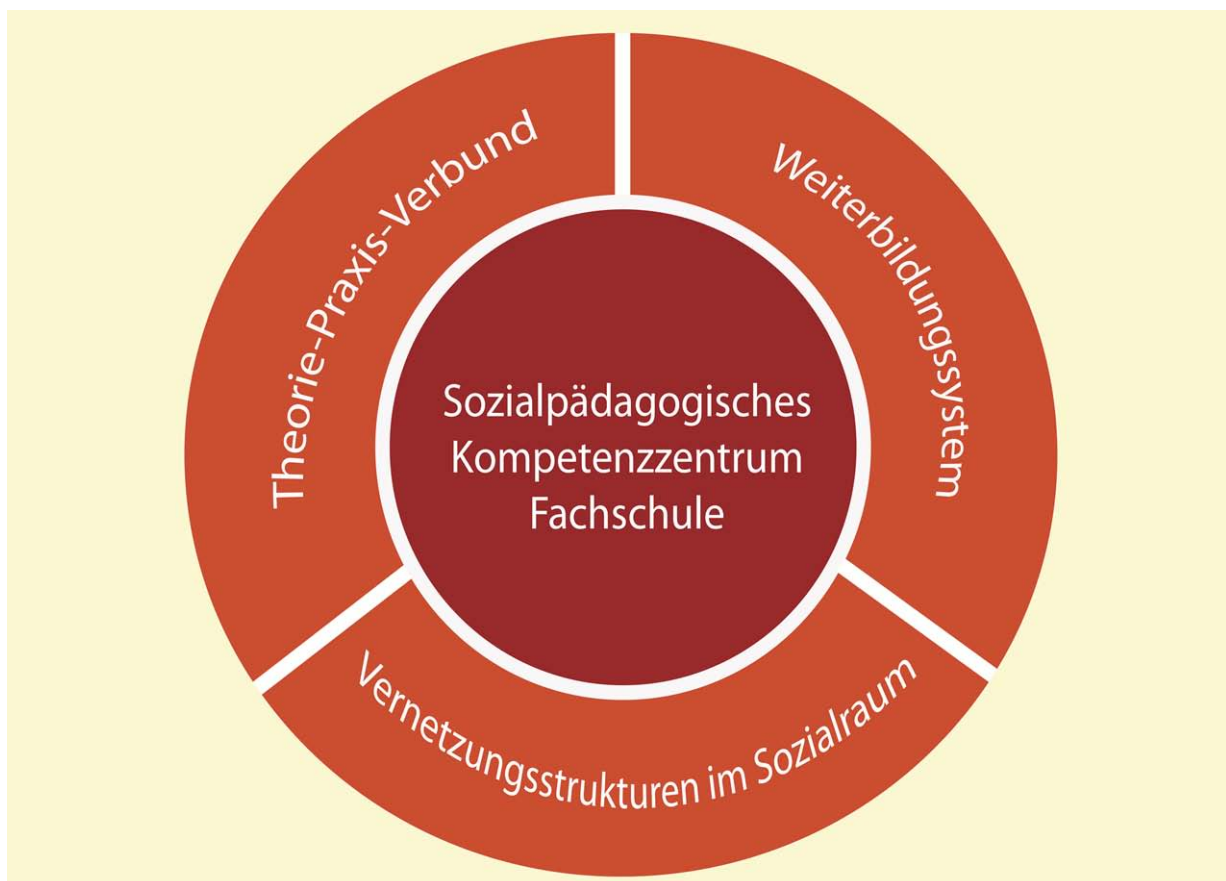 Theorie-Praxis-Verbund
Weiterbildungssystem
Sozialpädagogisches
Kompetenzzentrum
Fachschule
Vernetzungsstrukturen im Sozialraum